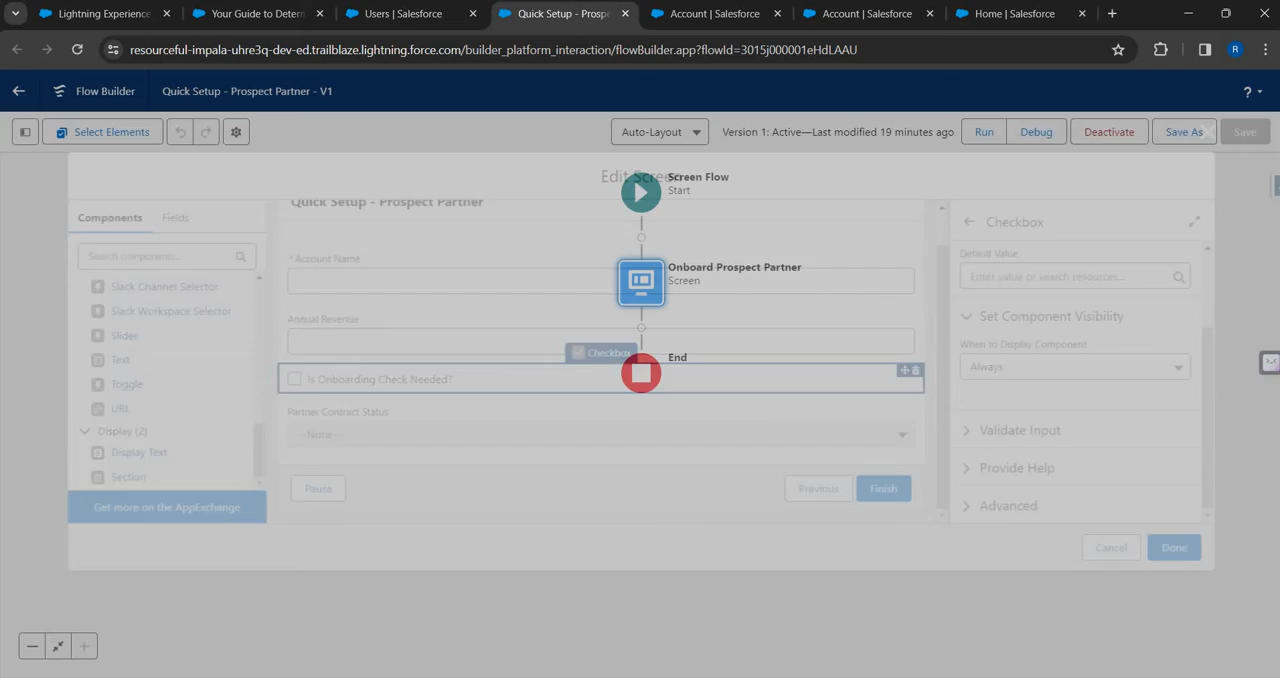 Lightning Experience
Your Guide to Detern
Users | Salesforce
Quick Setup - Prospe
Account | Salesforce
Account | Salesforce
Home | Salesforce
resourceful-impala-uhre3q-dev-ed.trailblaze.lightning.force.com/builder_platform_interaction/flowBuilder.app?flowId=3015j000001eHdLAAU
R
Flow Builder
Quick Setup - Prospect Partner - V1
?
Select Elements
Auto-Layout
Version 1: Active—Last modified 19 minutes ago
Run
Debug
Deactivate
Save As
Save
Edit Screen
Screen Flow
Start
Components
Fields
Quick Setup - Prospect Partner
Checkbox
Search components...
* Account Name
Default Value
Enter value or search resources...
Onboard Prospect Partner
Screen
Slack Channel Selector
Slack Workspace Selector
Slider
Text
Toggle
URL
Display (2)
Display Text
Section
Get more on the AppExchange
Annual Revenue
Checkbox
End
Is Onboarding Check Needed?
Partner Contract Status
--None--
Pause
Previous
Finish
Set Component Visibility
When to Display Component
Always
Validate Input
Provide Help
Advanced
Cancel
Done